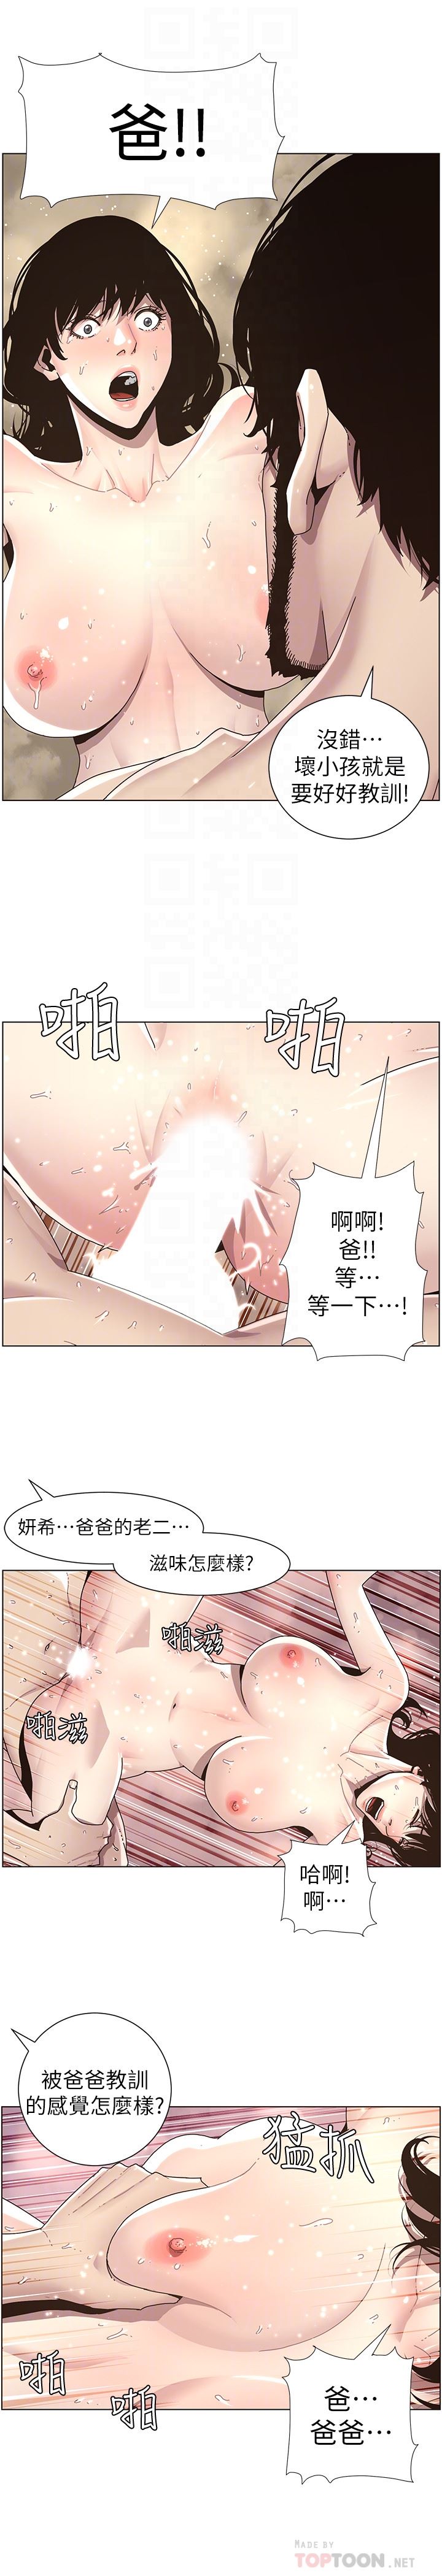 爸!!
沒錯…
壞小孩就是
要好好教訓!
啪
啪
啊啊!
爸!!
等…
等一下…!
妍希…爸爸的老二…
滋味怎麼樣?
啪滋
啪滋
哈啊!
啊…
被爸爸教訓
的感覺怎麼樣?
猛抓
啪
啪
爸…
爸爸…
MADE BY
TOPTOON.NET